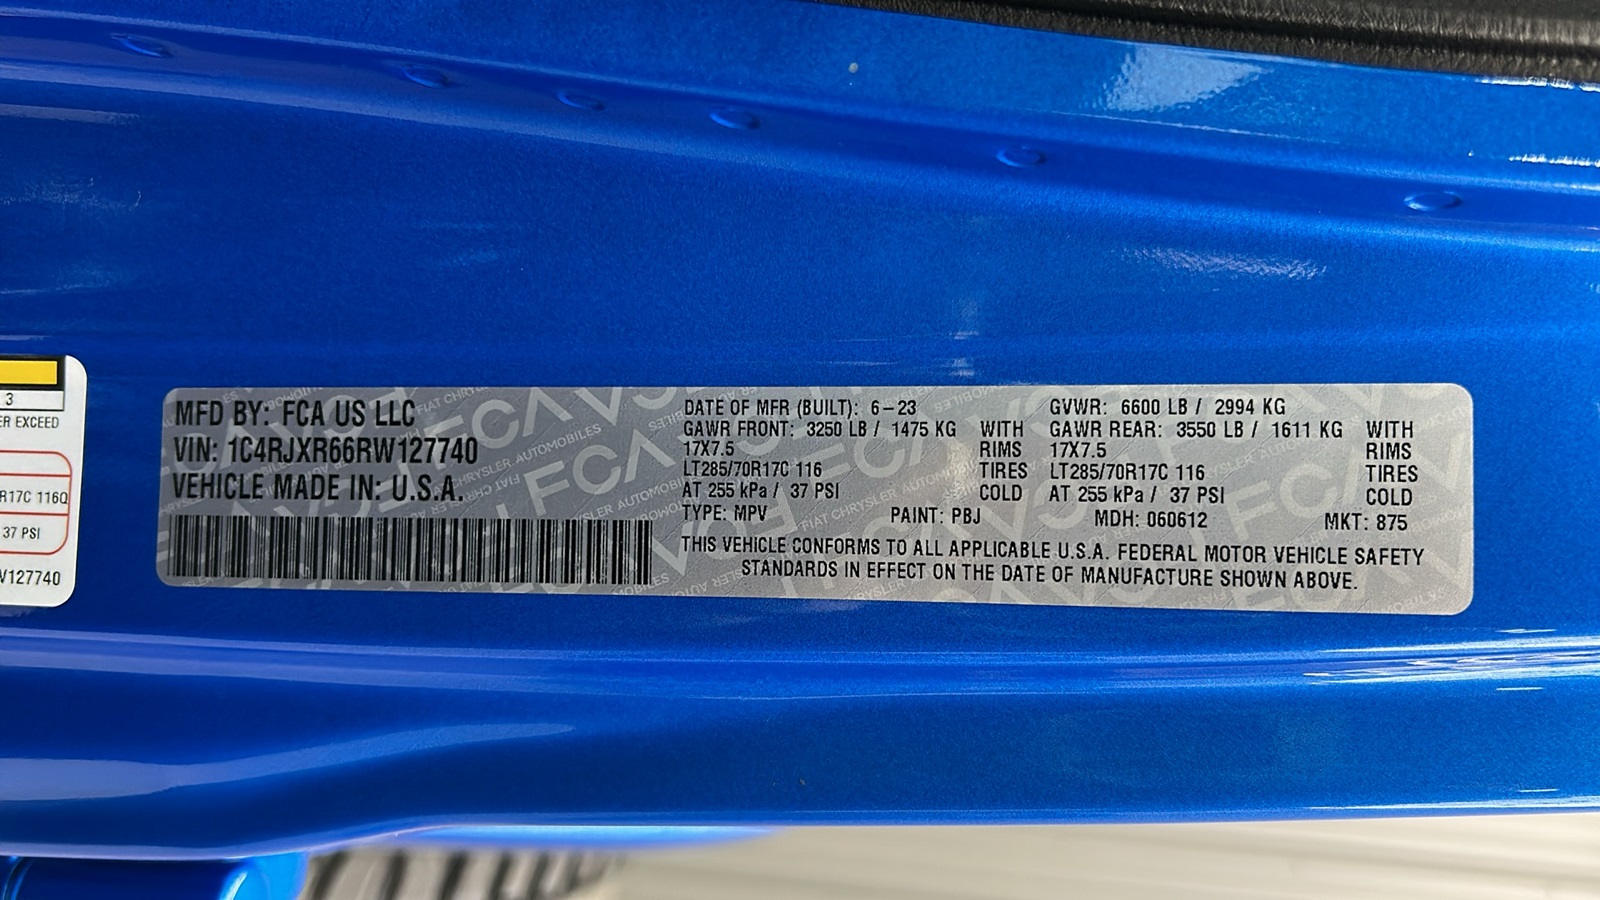 3
ER EXCEED
R17C 116Q
37 PSI
V127740
MFD BY: FCA US LLC
VIN: 1C4RJXR66RW127740
VEHICLE MADE IN: U.S.A.
DATE OF MFR (BUILT): 6-23
GVWR: 6600 LB / 2994 KG
GAWR FRONT: 3250 LB / 1475 KG WITH
17X7.5 RIMS
LT285/70R17C 116 TIRES
AT 255 kPa / 37 PSI COLD
GAWR REAR: 3550 LB / 1611 KG WITH
17X7.5 RIMS
LT285/70R17C 116 TIRES
AT 255 kPa / 37 PSI COLD
TYPE: MPV PAINT: PBJ MDH: 060612 MKT: 875
THIS VEHICLE CONFORMS TO ALL APPLICABLE U.S.A. FEDERAL MOTOR VEHICLE SAFETY
STANDARDS IN EFFECT ON THE DATE OF MANUFACTURE SHOWN ABOVE.